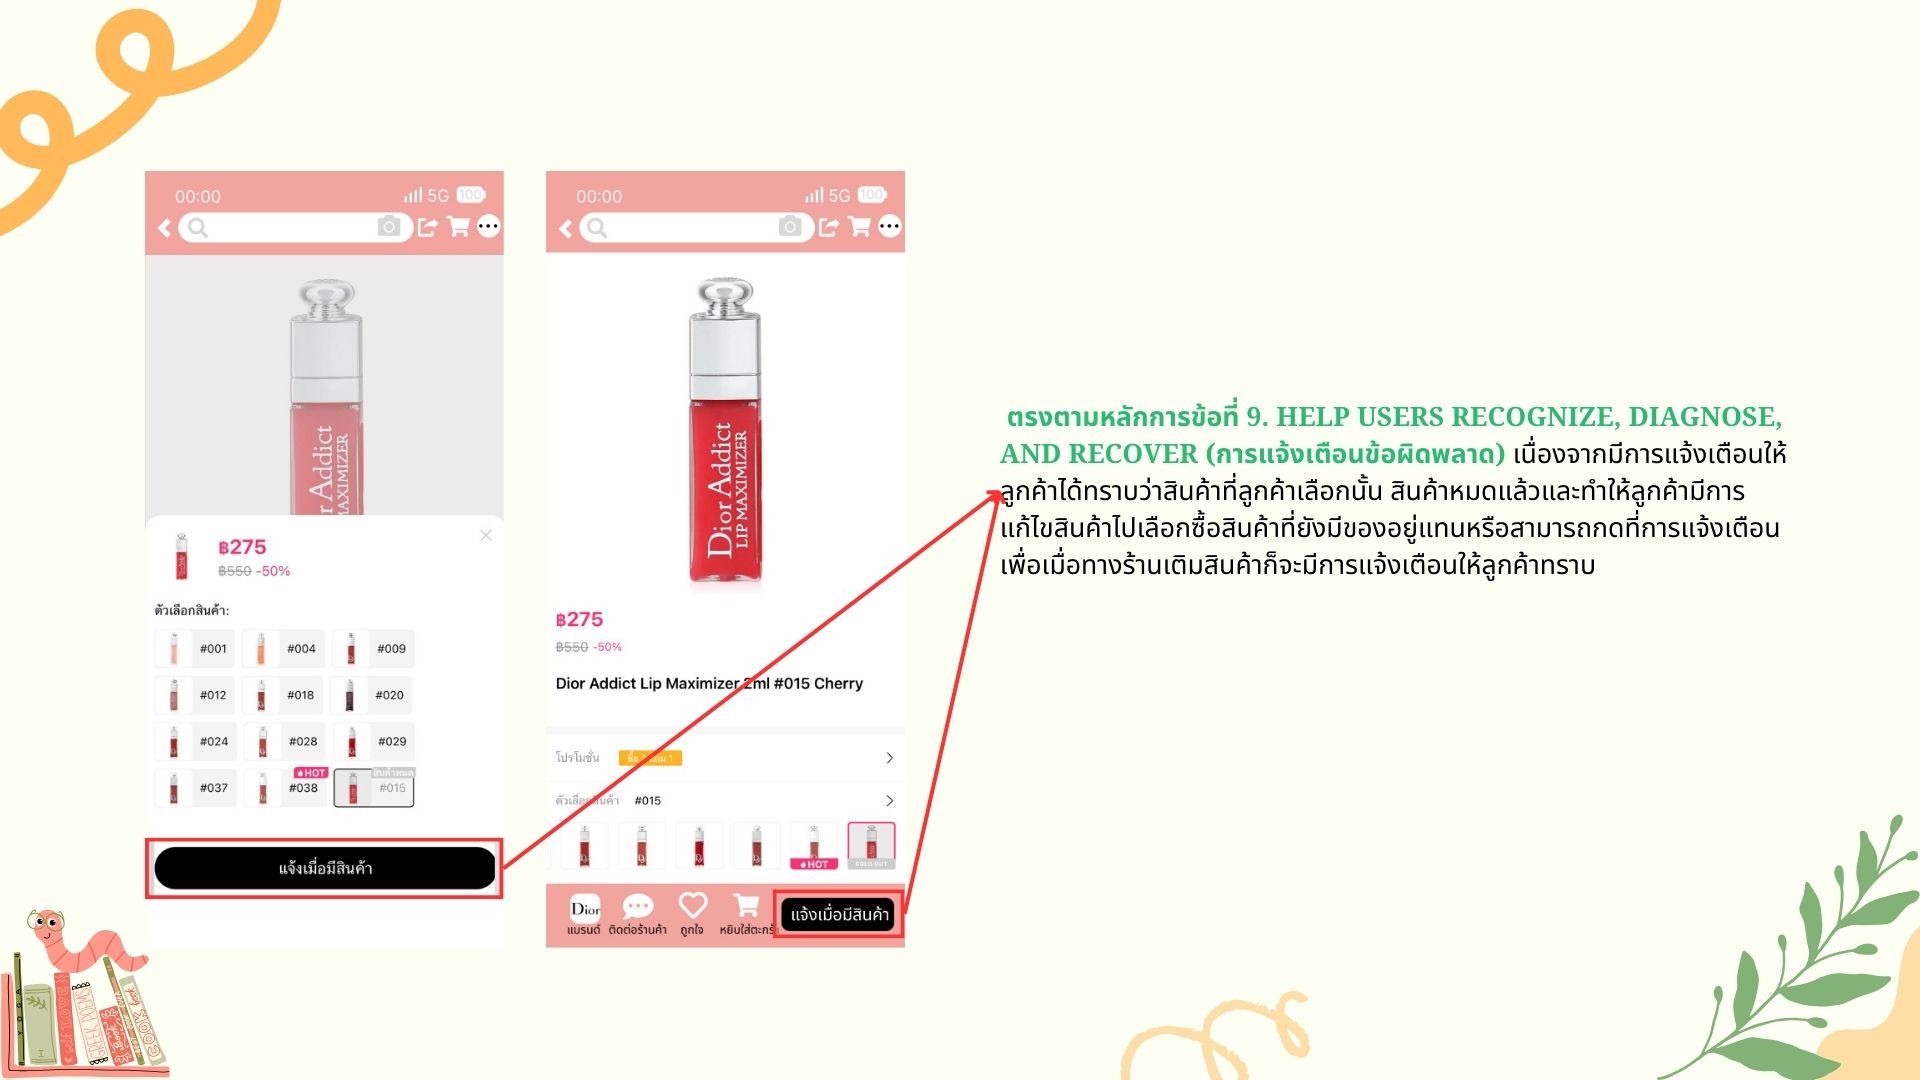 00:00
5G
100
Dior Addict
LIP MAXIMIZER
฿275
฿550 -50%
ตัวเลือกสินค้า:
#001
#004
#009
#012
#018
#020
#024
#028
#029
HOT
สินค้าหมด
#037
#038
#015
แจ้งเมื่อมีสินค้า
00:00
5G
100
Dior Addict
LIP MAXIMIZER
฿275
฿550 -50%
Dior Addict Lip Maximizer 2ml #015 Cherry
โปรโมชั่น
ตัวเลือกสินค้า #015
HOT
SOLD OUT
Dior
แบรนด์
ติดต่อร้านค้า
ถูกใจ
หยิบใส่ตะกร้า
แจ้งเมื่อมีสินค้า
ตรงตามหลักการข้อที่ 9. HELP USERS RECOGNIZE, DIAGNOSE,
AND RECOVER (การแจ้งเตือนข้อผิดพลาด) เนื่องจากมีการแจ้งเตือนให้
ลูกค้าได้ทราบว่าสินค้าที่ลูกค้าเลือกนั้น สินค้าหมดแล้วและทำให้ลูกค้ามีการ
แก้ไขสินค้าไปเลือกซื้อสินค้าที่ยังมีของอยู่แทนหรือสามารถกดที่การแจ้งเตือน
เพื่อเมื่อทางร้านเติมสินค้าก็จะมีการแจ้งเตือนให้ลูกค้าทราบ
YOGA
I
self LOVE
GREEK POEMS
Book
COOK
book